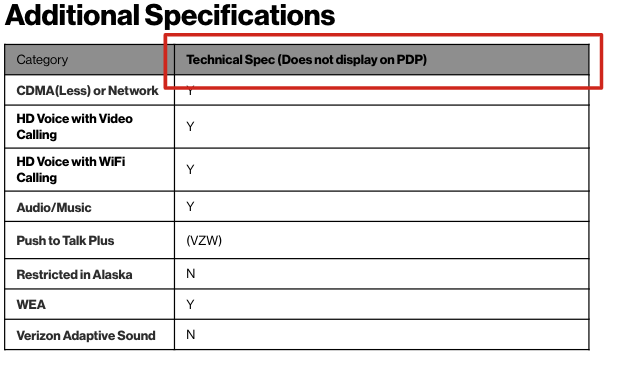 Additional Specifications
Category Technical Spec (Does not display on PDP)
CDMA(Less) or Network Y
HD Voice with Video
Calling Y
HD Voice with WiFi
Calling Y
Audio/Music Y
Push to Talk Plus (VZW)
Restricted in Alaska N
WEA Y
Verizon Adaptive Sound N